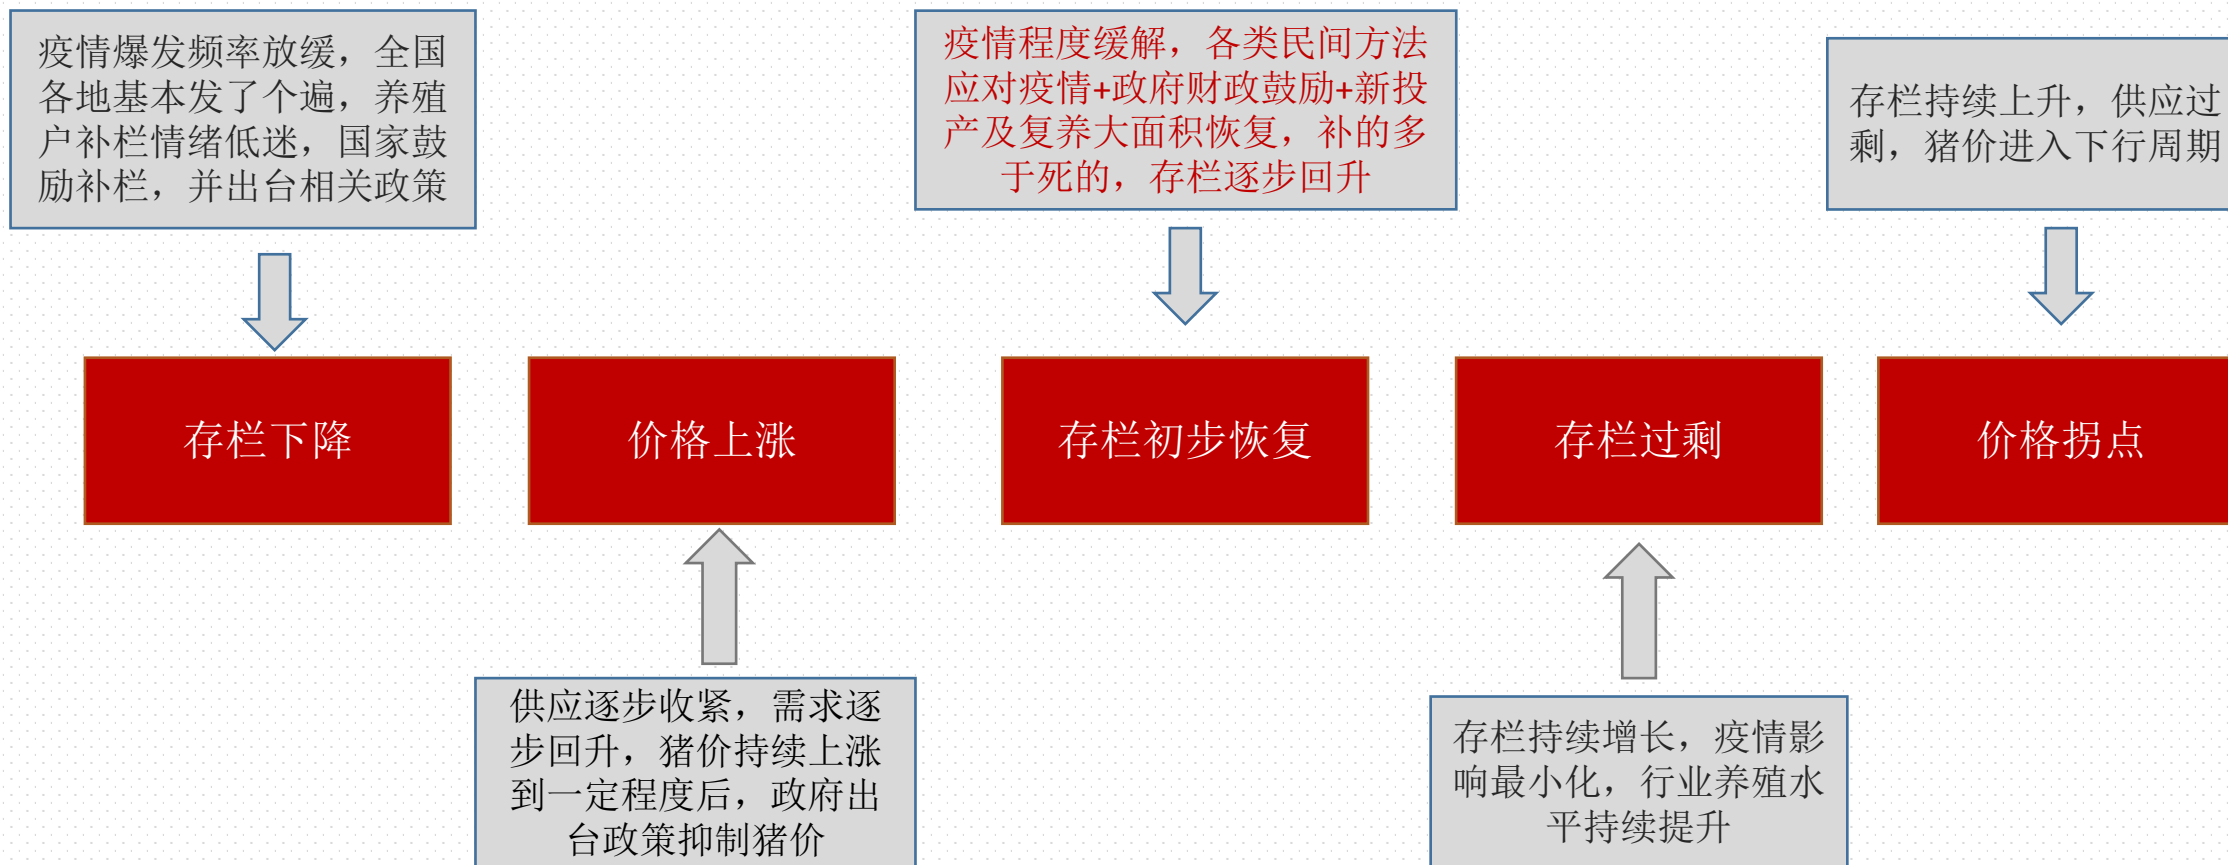 疫情爆发频率放缓，全国
各地基本发了个遍，养殖
户补栏情绪低迷，国家鼓
励补栏，并出台相关政策
疫情程度缓解，各类民间方法
应对疫情+政府财政鼓励+新投
产及复养大面积恢复，补的多
于死的，存栏逐步回升
存栏持续上升，供应过
剩，猪价进入下行周期
存栏下降
价格上涨
存栏初步恢复
存栏过剩
价格拐点
供应逐步收紧，需求逐
步回升，猪价持续上涨
到一定程度后，政府出
台政策抑制猪价
存栏持续增长，疫情影
响最小化，行业养殖水
平持续提升